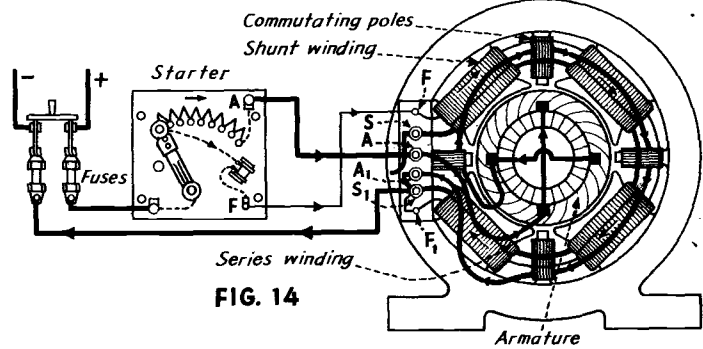 Commutating poles
Shunt winding
Starter
− +
A
F
S
A
A₁
S₁
F₁
Fuses
F
Series winding
FIG. 14
Armature